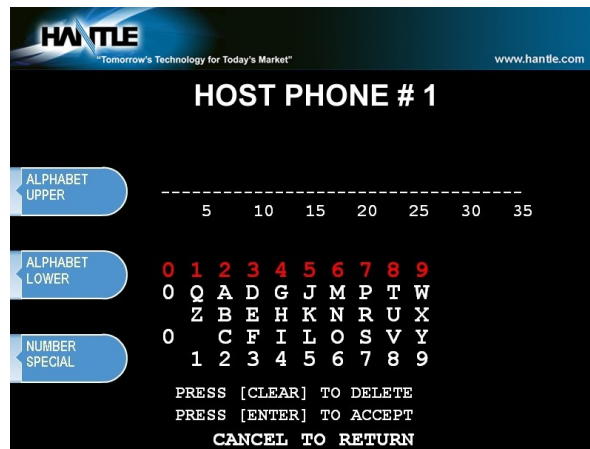 HANTLE
"Tomorrow's Technology for Today's Market"
www.hantle.com
HOST PHONE # 1
ALPHABET
UPPER
-----------------------------------
5 10 15 20 25 30 35
ALPHABET
LOWER
0 1 2 3 4 5 6 7 8 9
0 Q A D G J M P T W
Z B E H K N R U X
0 C F I L O S V Y
1 2 3 4 5 6 7 8 9
NUMBER
SPECIAL
PRESS [CLEAR] TO DELETE
PRESS [ENTER] TO ACCEPT
CANCEL TO RETURN